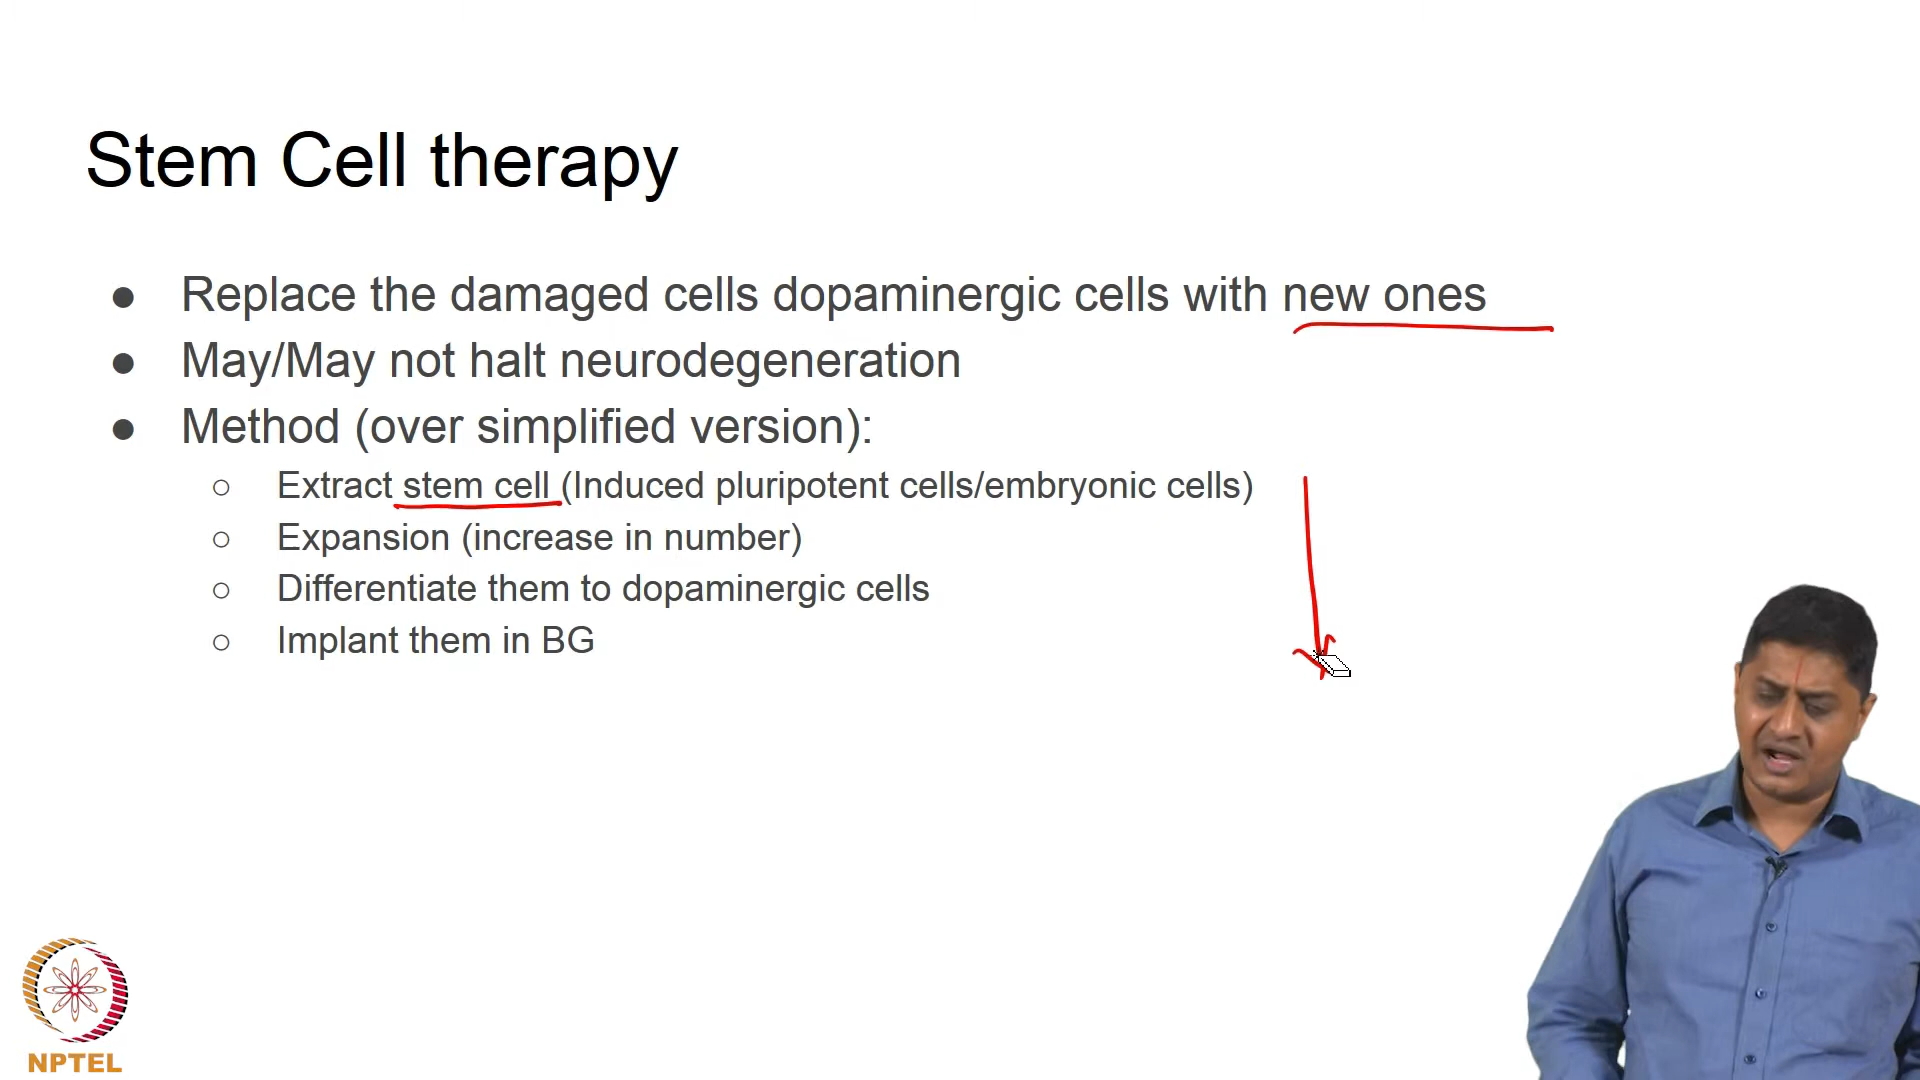 Stem Cell therapy
● Replace the damaged cells dopaminergic cells with new ones
● May/May not halt neurodegeneration
● Method (over simplified version):
○ Extract stem cell (Induced pluripotent cells/embryonic cells)
○ Expansion (increase in number)
○ Differentiate them to dopaminergic cells
○ Implant them in BG
NPTEL